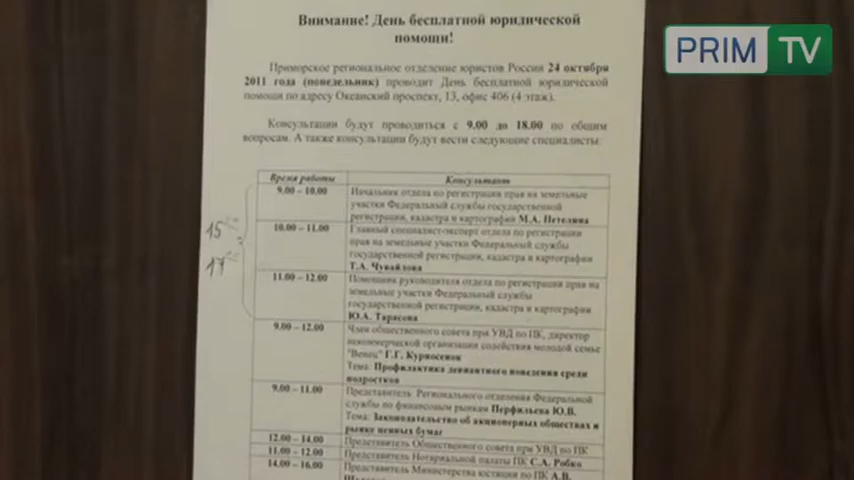 PRIM TV
Внимание! День бесплатной юридической
помощи!
Приморское региональное отделение юристов России 24 октября
2011 года (понедельник) проводит День бесплатной юридической
помощи по адресу Океанский проспект, 13, офис 406 (4 этаж).
Консультации будут проводиться с 9.00 до 18.00 по общим
вопросам. А также консультации будут вести следующие специалисты:
Время работы Консультант
9.00 – 10.00 Начальник отдела по регистрации прав на земельные
участки Федеральный службы государственной
регистрации, кадастра и картографии М.А. Петелина
10.00 – 11.00 Главный специалист-эксперт отдела по регистрации
прав на земельные участки Федеральный службы
государственной регистрации, кадастра и картографии
Т.А. Чувайлова
15
17
11.00 – 12.00 Помощник руководителя отдела по регистрации прав на
земельные участки Федеральный службы
государственной регистрации, кадастра и картографии
Ю.А. Тарасова
9.00 – 12.00 Член общественного совета при УВД по ПК, директор
некоммерческой организации содействия молодой семье
"Венец" Г.Г. Курносенок
Тема: Профилактика девиантного поведения среди
подростков
9.00 – 11.00 Представитель Регионального отделения Федеральной
службы по финансовым рынкам Перфильева Ю.В.
Тема: Законодательство об акционерных обществах и
рынке ценных бумаг
12.00 – 14.00 Представитель Общественного совета при УВД по ПК
11.00 – 12.00 Представитель Нотариальной палаты ПК С.А. Робко
14.00 – 16.00 Представитель Министерства юстиции по ПК А.В.